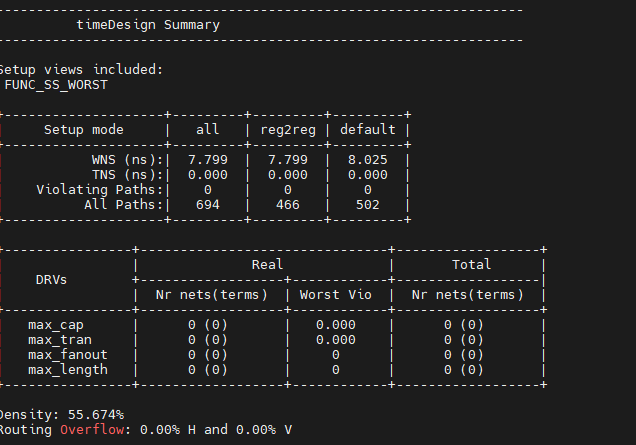 ------------------------------------------------------------------
timeDesign Summary
------------------------------------------------------------------
Setup views included:
FUNC_SS_WORST
+--------------------+---------+---------+---------+
| Setup mode | all | reg2reg | default |
+--------------------+---------+---------+---------+
| WNS (ns):| 7.799 | 7.799 | 8.025 |
| TNS (ns):| 0.000 | 0.000 | 0.000 |
| Violating Paths:| 0 | 0 | 0 |
| All Paths:| 694 | 466 | 502 |
+--------------------+---------+---------+---------+
+----------------+-------------------------------+------------------+
| | Real | Total |
| DRVs +------------------+------------+------------------|
| | Nr nets(terms) | Worst Vio | Nr nets(terms) |
+----------------+------------------+------------+------------------+
| max_cap | 0 (0) | 0.000 | 0 (0) |
| max_tran | 0 (0) | 0.000 | 0 (0) |
| max_fanout | 0 (0) | 0 | 0 (0) |
| max_length | 0 (0) | 0 | 0 (0) |
+----------------+------------------+------------+------------------+
Density: 55.674%
Routing Overflow: 0.00% H and 0.00% V